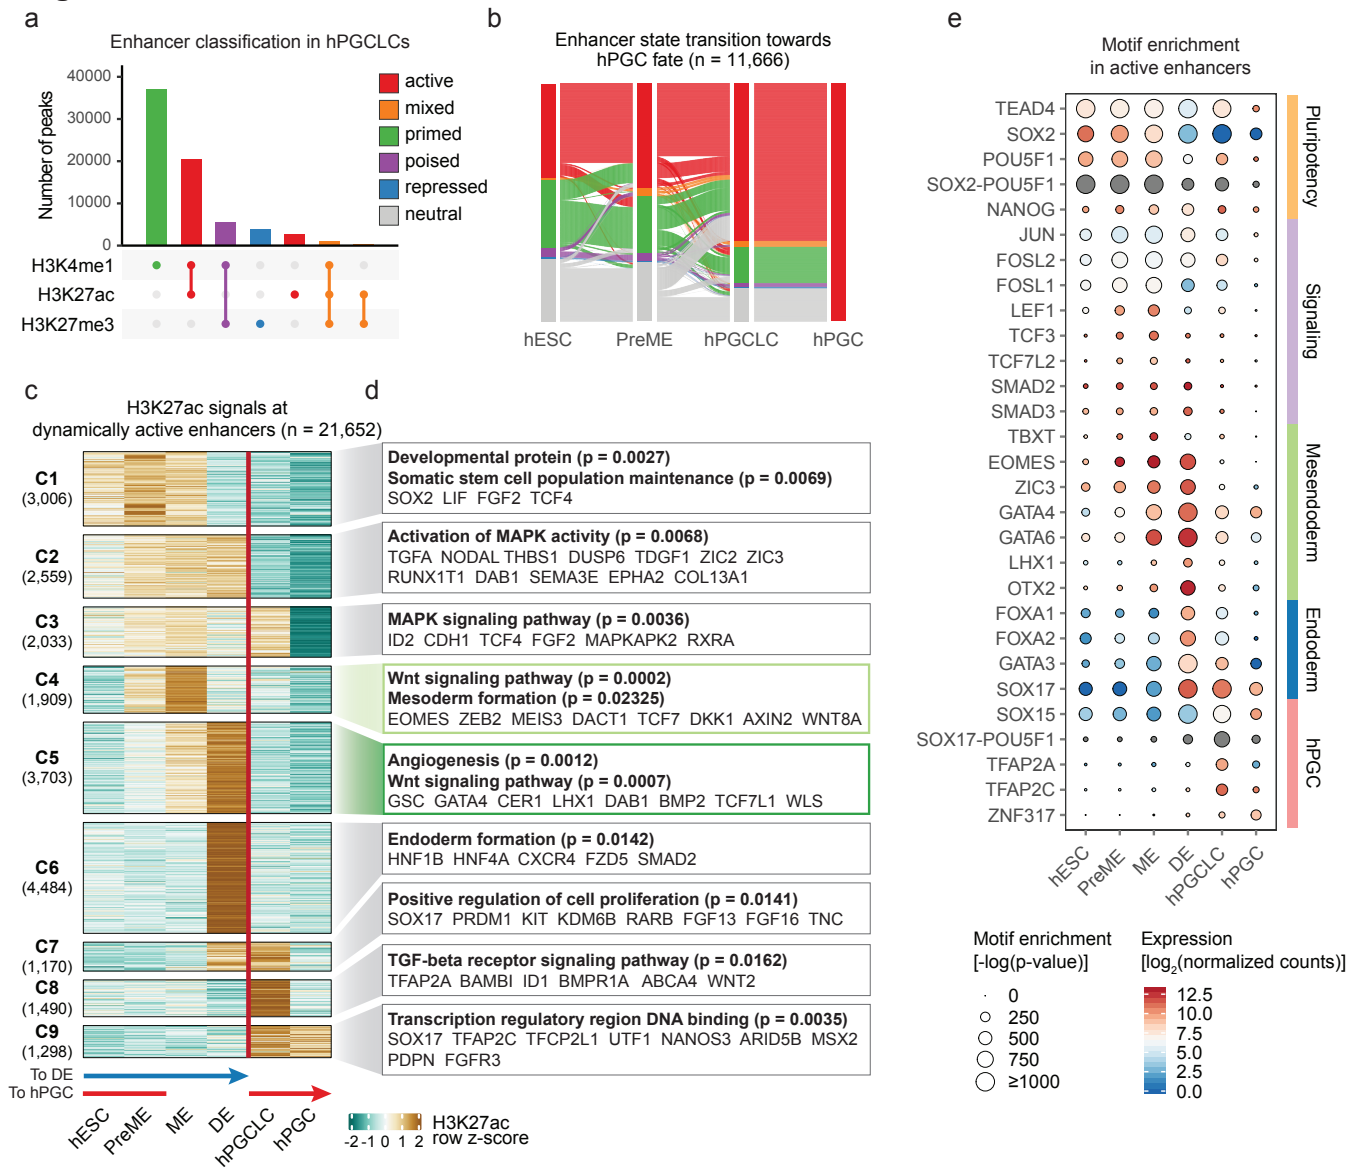 a
Enhancer classification in hPGCLCs
Number of peaks
40000
30000
20000
10000
0
active
mixed
primed
poised
repressed
neutral
H3K4me1
H3K27ac
H3K27me3
b
Enhancer state transition towards
hPGC fate (n = 11,666)
hESC PreME hPGCLC hPGC
c
H3K27ac signals at
dynamically active enhancers (n = 21,652)
C1
(3,006)
C2
(2,559)
C3
(2,033)
C4
(1,909)
C5
(3,703)
C6
(4,484)
C7
(1,170)
C8
(1,490)
C9
(1,298)
To DE
To hPGC
hESC PreME ME DE hPGCLC hPGC
H3K27ac
row z-score
-2 -1 0 1 2
d
Developmental protein (p = 0.0027)
Somatic stem cell population maintenance (p = 0.0069)
SOX2 LIF FGF2 TCF4
Activation of MAPK activity (p = 0.0068)
TGFA NODAL THBS1 DUSP6 TDGF1 ZIC2 ZIC3
RUNX1T1 DAB1 SEMA3E EPHA2 COL13A1
MAPK signaling pathway (p = 0.0036)
ID2 CDH1 TCF4 FGF2 MAPKAPK2 RXRA
Wnt signaling pathway (p = 0.0002)
Mesoderm formation (p = 0.02325)
EOMES ZEB2 MEIS3 DACT1 TCF7 DKK1 AXIN2 WNT8A
Angiogenesis (p = 0.0012)
Wnt signaling pathway (p = 0.0007)
GSC GATA4 CER1 LHX1 DAB1 BMP2 TCF7L1 WLS
Endoderm formation (p = 0.0142)
HNF1B HNF4A CXCR4 FZD5 SMAD2
Positive regulation of cell proliferation (p = 0.0141)
SOX17 PRDM1 KIT KDM6B RARB FGF13 FGF16 TNC
TGF-beta receptor signaling pathway (p = 0.0162)
TFAP2A BAMBI ID1 BMPR1A ABCA4 WNT2
Transcription regulatory region DNA binding (p = 0.0035)
SOX17 TFAP2C TFCP2L1 UTF1 NANOS3 ARID5B MSX2
PDPN FGFR3
e
Motif enrichment
in active enhancers
TEAD4
SOX2
POU5F1
SOX2-POU5F1
NANOG
JUN
FOSL2
FOSL1
LEF1
TCF3
TCF7L2
SMAD2
SMAD3
TBXT
EOMES
ZIC3
GATA4
GATA6
LHX1
OTX2
FOXA1
FOXA2
GATA3
SOX17
SOX15
SOX17-POU5F1
TFAP2A
TFAP2C
ZNF317
Pluripotency
Signaling
Mesendoderm
Endoderm
hPGC
hESC PreME ME DE hPGCLC hPGC
Motif enrichment
[-log(p-value)]
0
250
500
750
≥1000
Expression
[log2(normalized counts)]
12.5
10.0
7.5
5.0
2.5
0.0